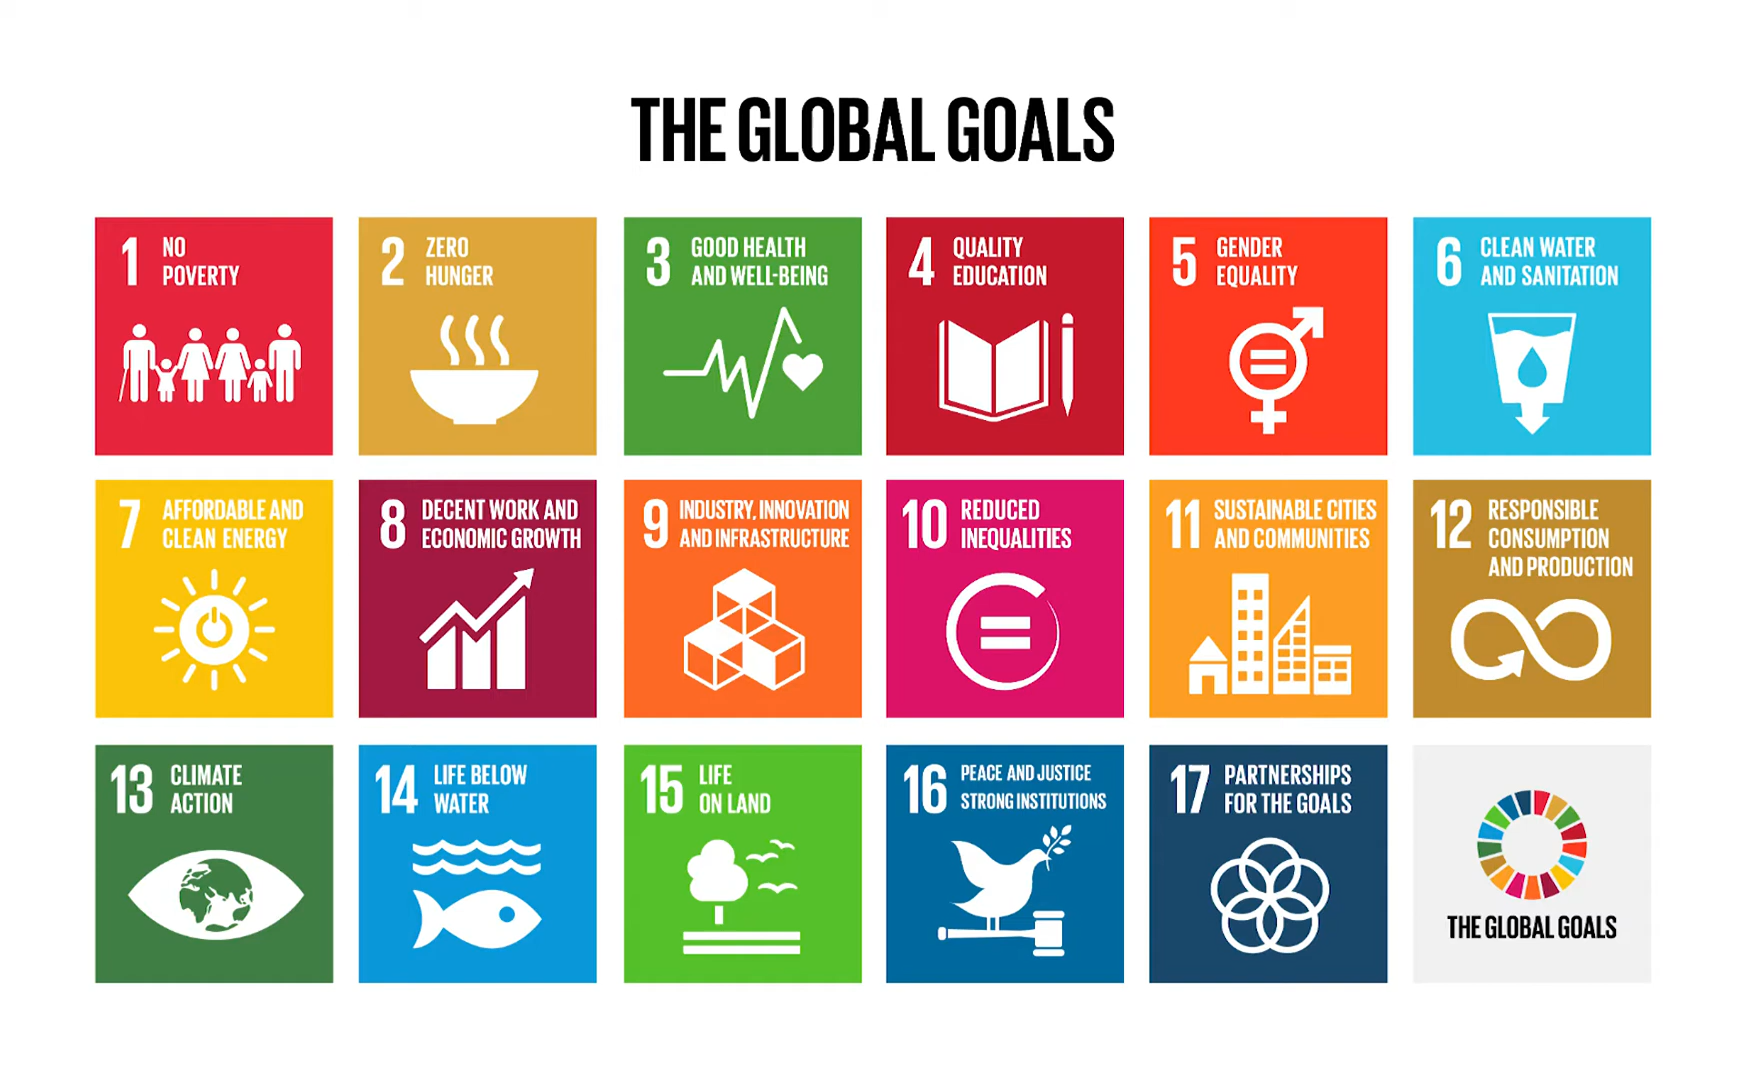 THE GLOBAL GOALS
1 NO
POVERTY
2 ZERO
HUNGER
3 GOOD HEALTH
AND WELL-BEING
4 QUALITY
EDUCATION
5 GENDER
EQUALITY
6 CLEAN WATER
AND SANITATION
7 AFFORDABLE AND
CLEAN ENERGY
8 DECENT WORK AND
ECONOMIC GROWTH
9 INDUSTRY, INNOVATION
AND INFRASTRUCTURE
10 REDUCED
INEQUALITIES
11 SUSTAINABLE CITIES
AND COMMUNITIES
12 RESPONSIBLE
CONSUMPTION
AND PRODUCTION
13 CLIMATE
ACTION
14 LIFE BELOW
WATER
15 LIFE
ON LAND
16 PEACE AND JUSTICE
STRONG INSTITUTIONS
17 PARTNERSHIPS
FOR THE GOALS
THE GLOBAL GOALS